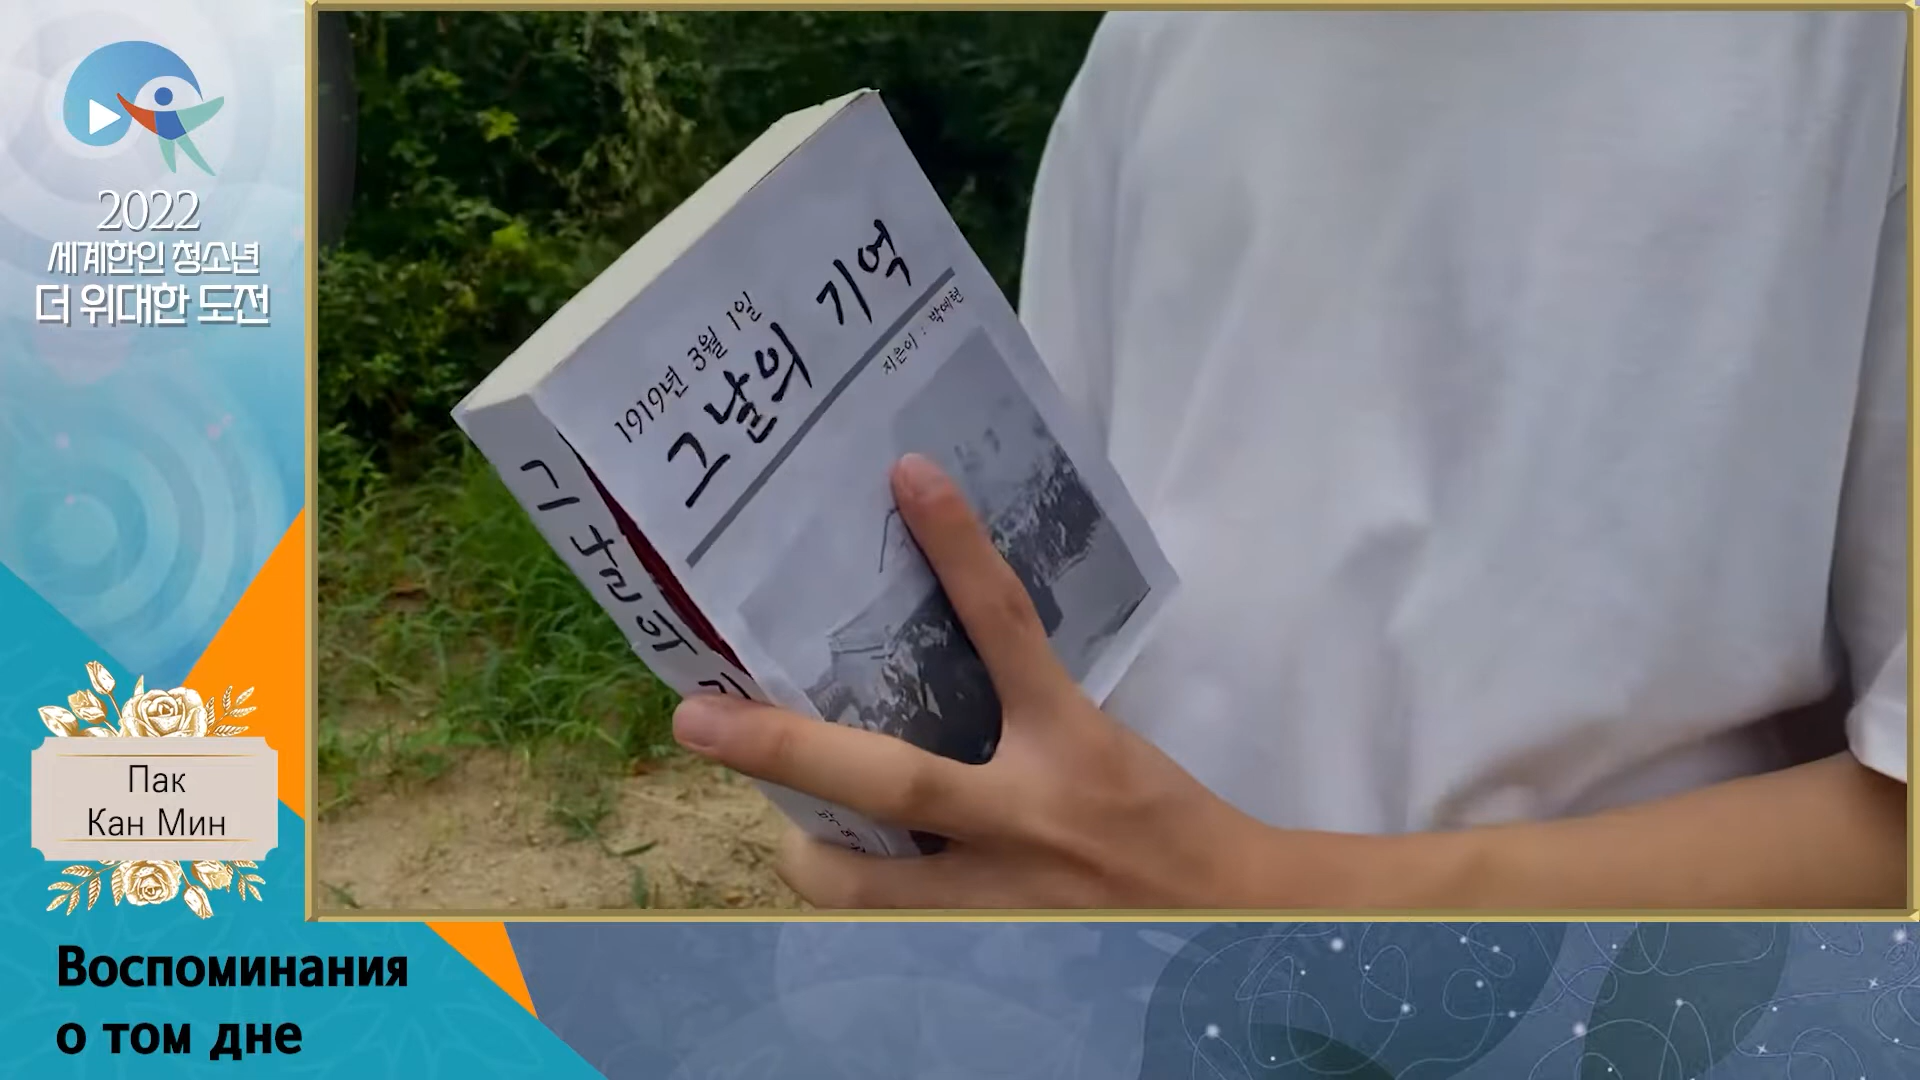 2022
세계한인 청소년
더 위대한 도전
1919년 3월 1일
그날의 기억
지은이 : 박예현
그날의 기
Пак
Кан Мин
Воспоминания
о том дне